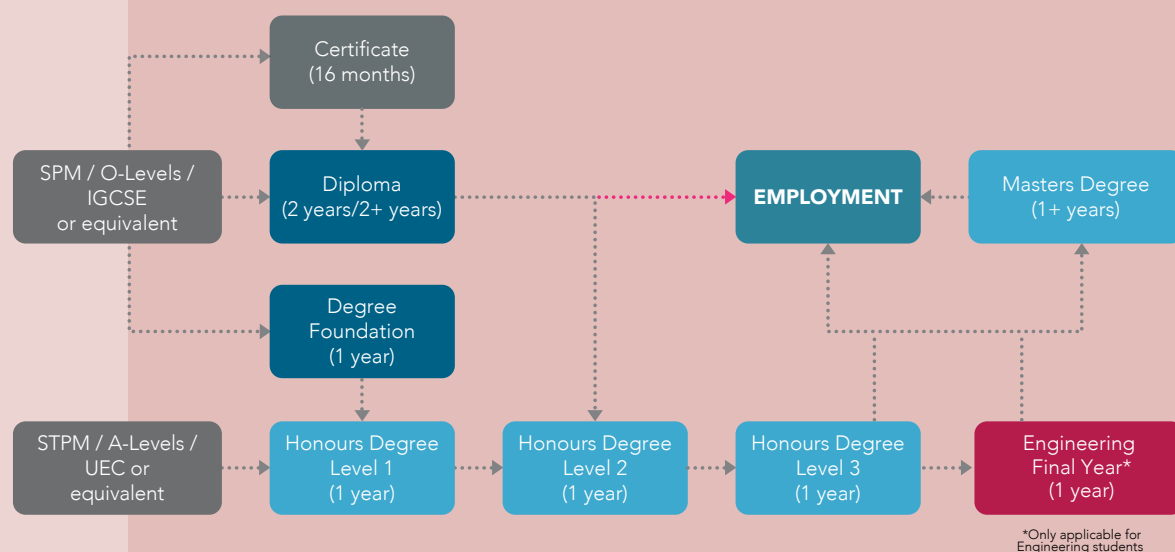 Certificate
(16 months)
SPM / O-Levels /
IGCSE
or equivalent
Diploma
(2 years/2+ years)
EMPLOYMENT
Masters Degree
(1+ years)
Degree
Foundation
(1 year)
STPM / A-Levels /
UEC or
equivalent
Honours Degree
Level 1
(1 year)
Honours Degree
Level 2
(1 year)
Honours Degree
Level 3
(1 year)
Engineering
Final Year*
(1 year)
*Only applicable for
Engineering students